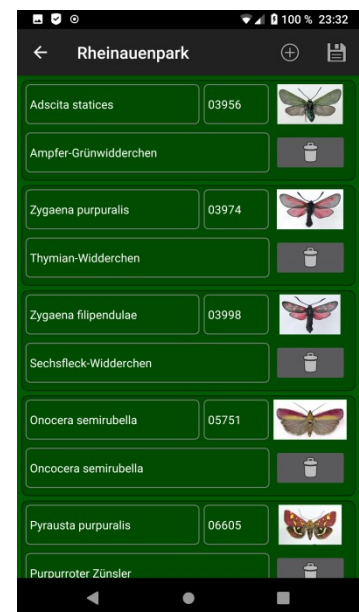 100 % 23:32
Rheinauenpark
Adscita statices 03956
Ampfer-Grünwidderchen
Zygaena purpuralis 03974
Thymian-Widderchen
Zygaena filipendulae 03998
Sechsfleck-Widderchen
Onocera semirubella 05751
Oncocera semirubella
Pyrausta purpuralis 06605
Purpurroter Zünsler